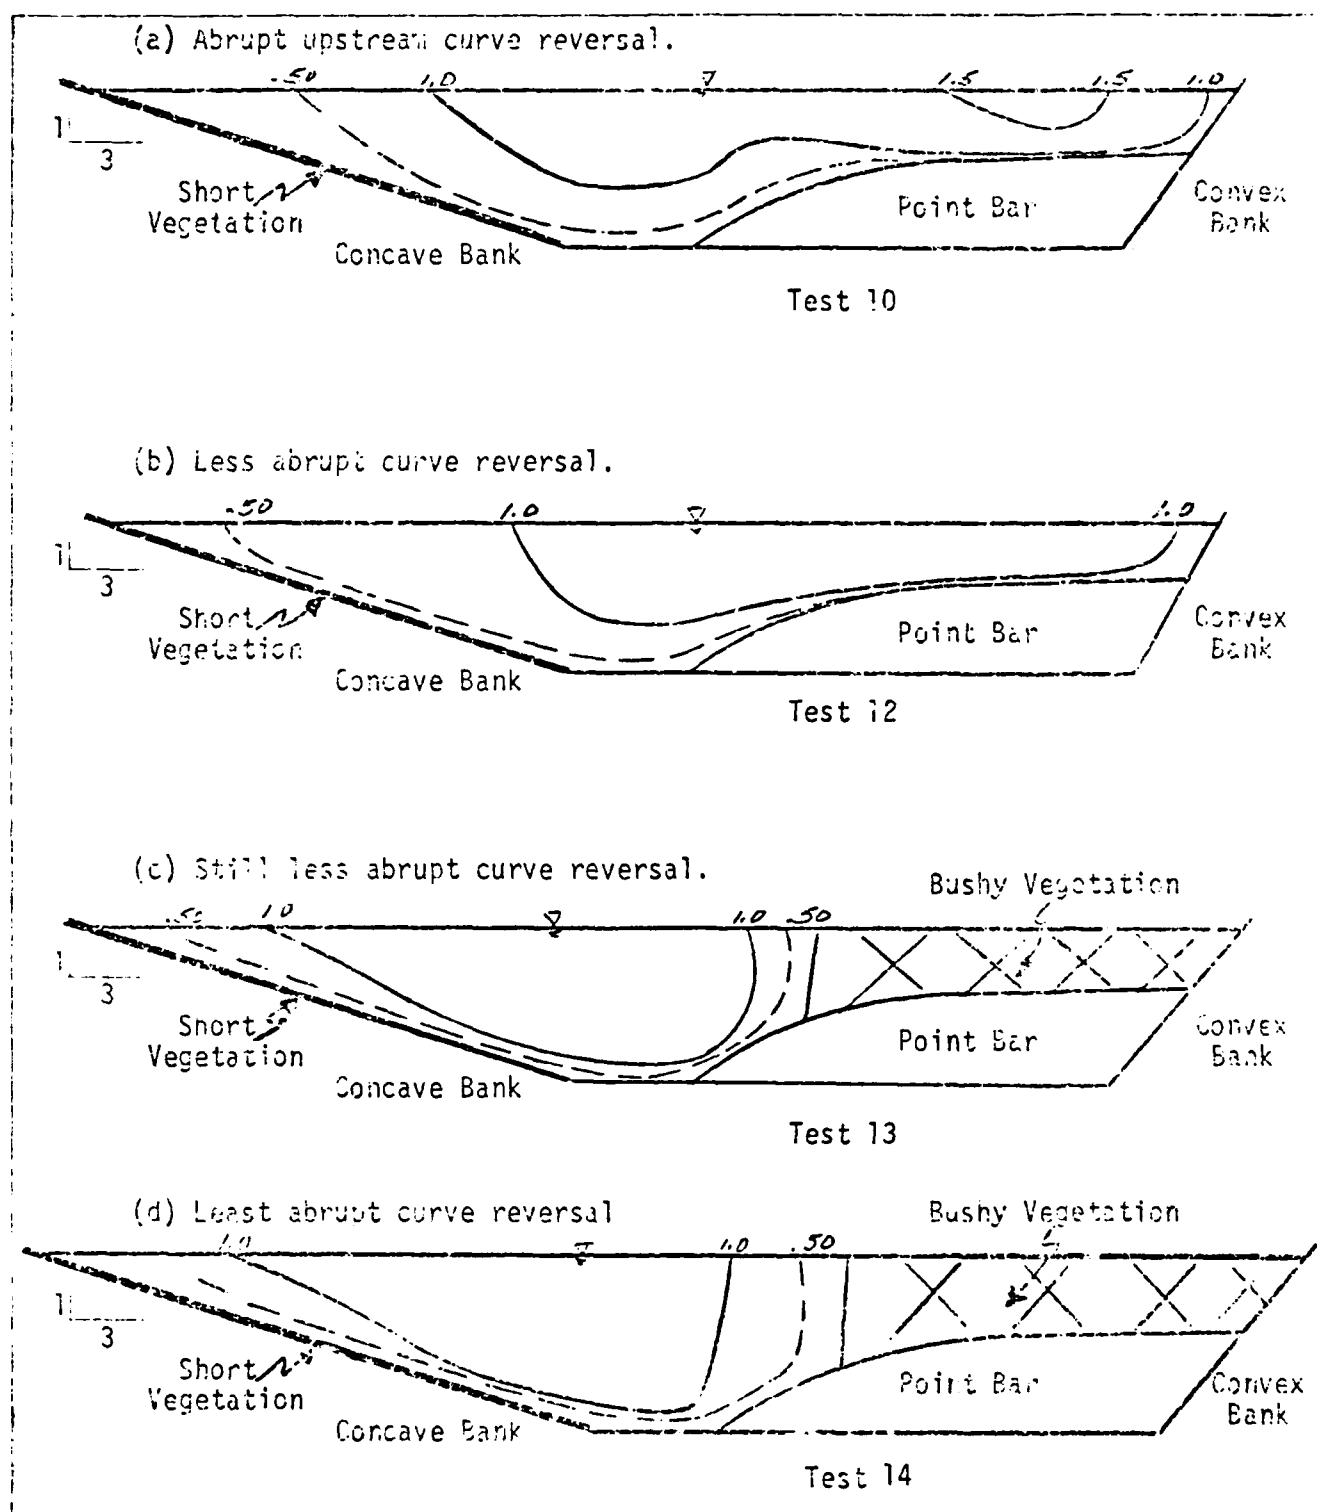 (a) Abrupt upstream curve reversal.
.50 1.0 1.5 1.5 1.0
1
3
Short
Vegetation
Concave Bank
Point Bar
Convex
Bank
Test 10
(b) Less abrupt curve reversal.
.50 1.0 1.0
1
3
Short
Vegetation
Concave Bank
Point Bar
Convex
Bank
Test 12
(c) Still less abrupt curve reversal.
Bushy Vegetation
.50 1.0 1.0 .50
1
3
Short
Vegetation
Concave Bank
Point Bar
Convex
Bank
Test 13
(d) Least abrupt curve reversal
Bushy Vegetation
1.0 1.0 .50
1
3
Short
Vegetation
Concave Bank
Point Bar
Convex
Bank
Test 14